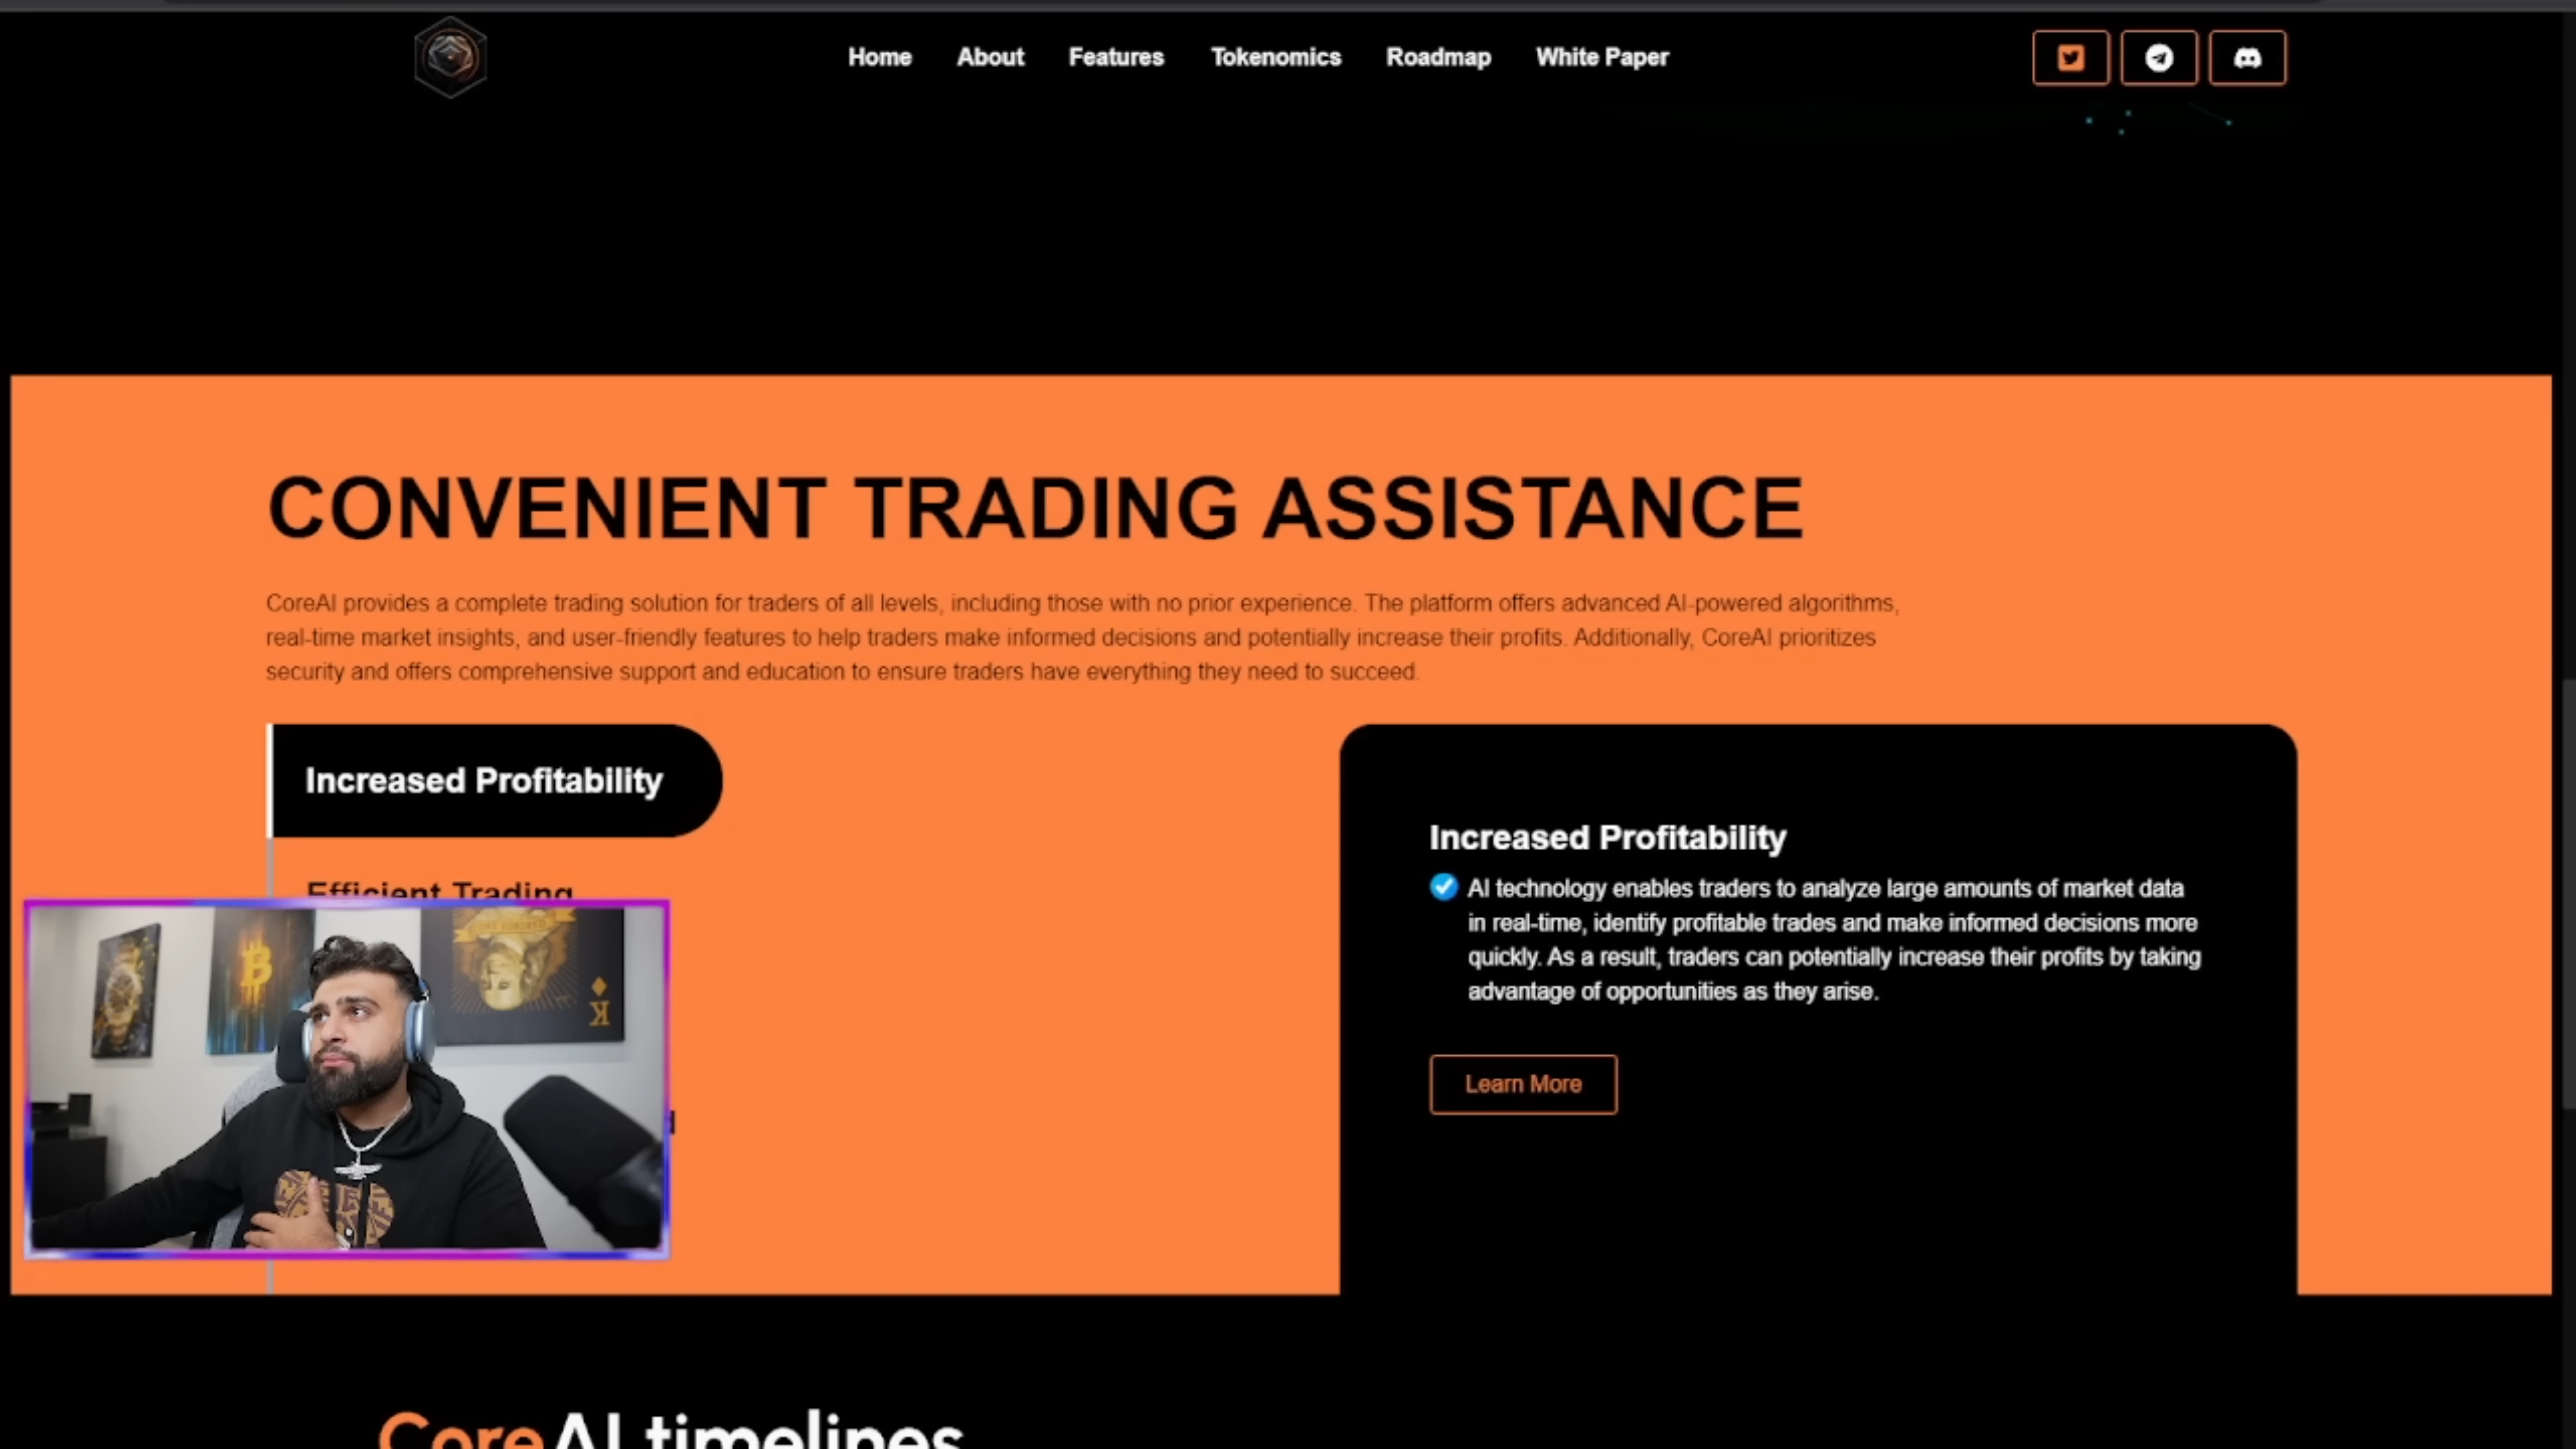 Home About Features Tokenomics Roadmap White Paper
CONVENIENT TRADING ASSISTANCE
CoreAI provides a complete trading solution for traders of all levels, including those with no prior experience. The platform offers advanced AI-powered algorithms,
real-time market insights, and user-friendly features to help traders make informed decisions and potentially increase their profits. Additionally, CoreAI prioritizes
security and offers comprehensive support and education to ensure traders have everything they need to succeed.
Increased Profitability
Efficient Trading
K
Increased Profitability
AI technology enables traders to analyze large amounts of market data
in real-time, identify profitable trades and make informed decisions more
quickly. As a result, traders can potentially increase their profits by taking
advantage of opportunities as they arise.
Learn More
CoreAI timelines